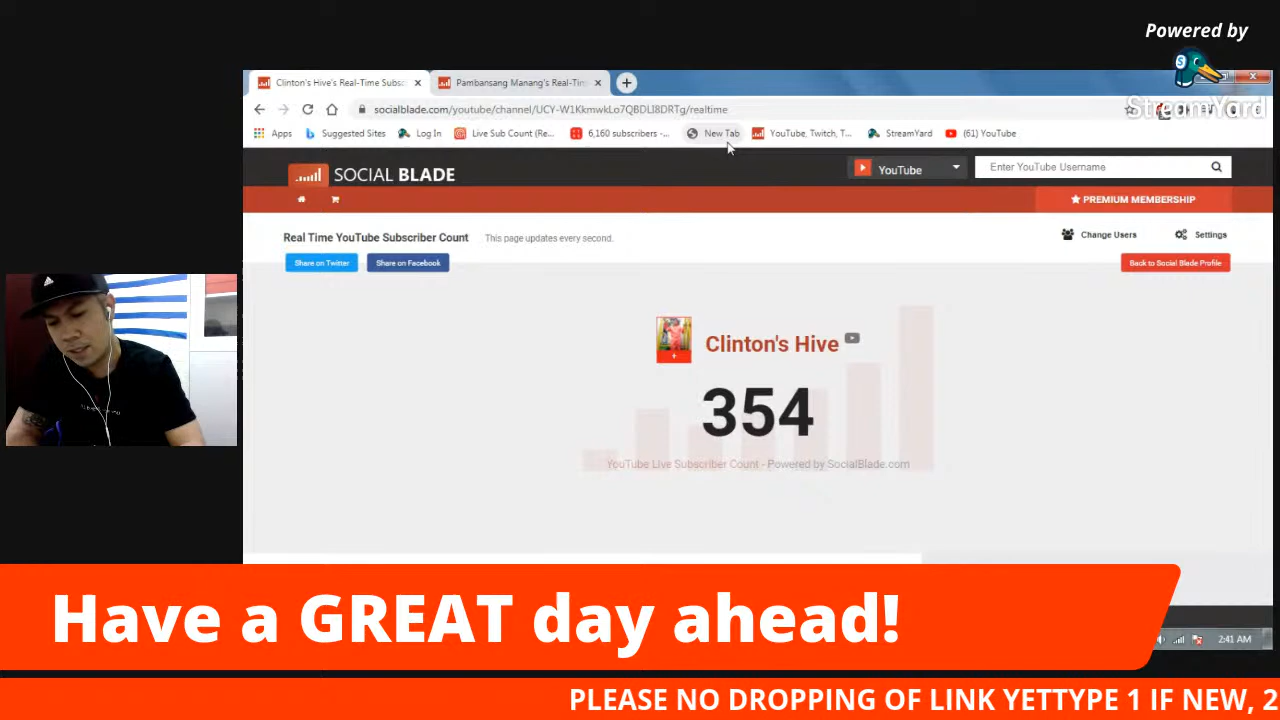 Powered by
StreamYard
Clinton's Hive's Real-Time Subsc
Pambansang Manang's Real-Tim
socialblade.com/youtube/channel/UCY-W1KkmwkLo7QBDLl8DRTg/realtime
Apps
Suggested Sites
Log In
Live Sub Count (Re...
6,160 subscribers -...
New Tab
YouTube, Twitch, T...
StreamYard
(61) YouTube
SOCIAL BLADE
YouTube
Enter YouTube Username
PREMIUM MEMBERSHIP
Real Time YouTube Subscriber Count
This page updates every second.
Change Users
Settings
Share on Twitter
Share on Facebook
Back to Social Blade Profile
Clinton's Hive
354
YouTube Live Subscriber Count - Powered by SocialBlade.com
Have a GREAT day ahead!
2:41 AM
PLEASE NO DROPPING OF LINK YETTYPE 1 IF NEW, 2